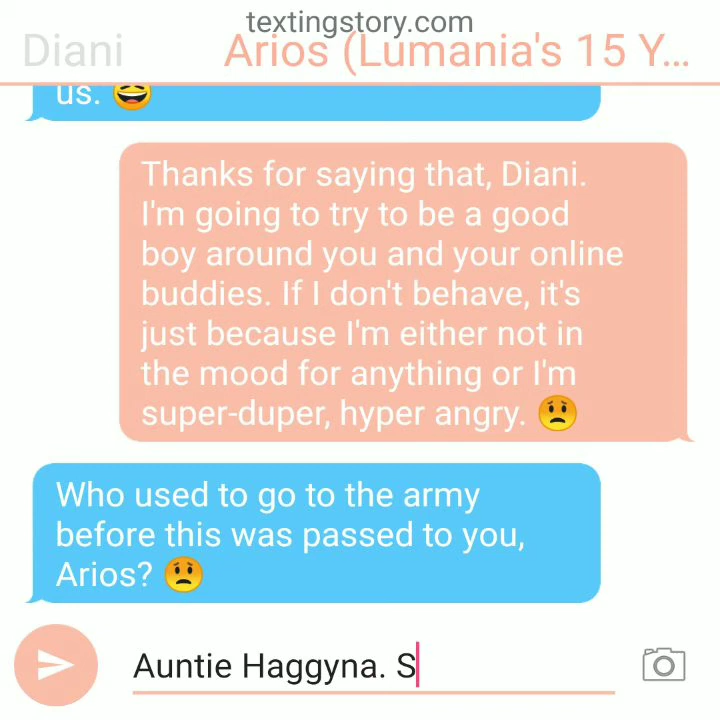 textingstory.com
Diani
Arios (Lumania's 15 Y...
us. 😆
Thanks for saying that, Diani.
I'm going to try to be a good
boy around you and your online
buddies. If I don't behave, it's
just because I'm either not in
the mood for anything or I'm
super-duper, hyper angry. 😟
Who used to go to the army
before this was passed to you,
Arios? 😟
Auntie Haggyna. S